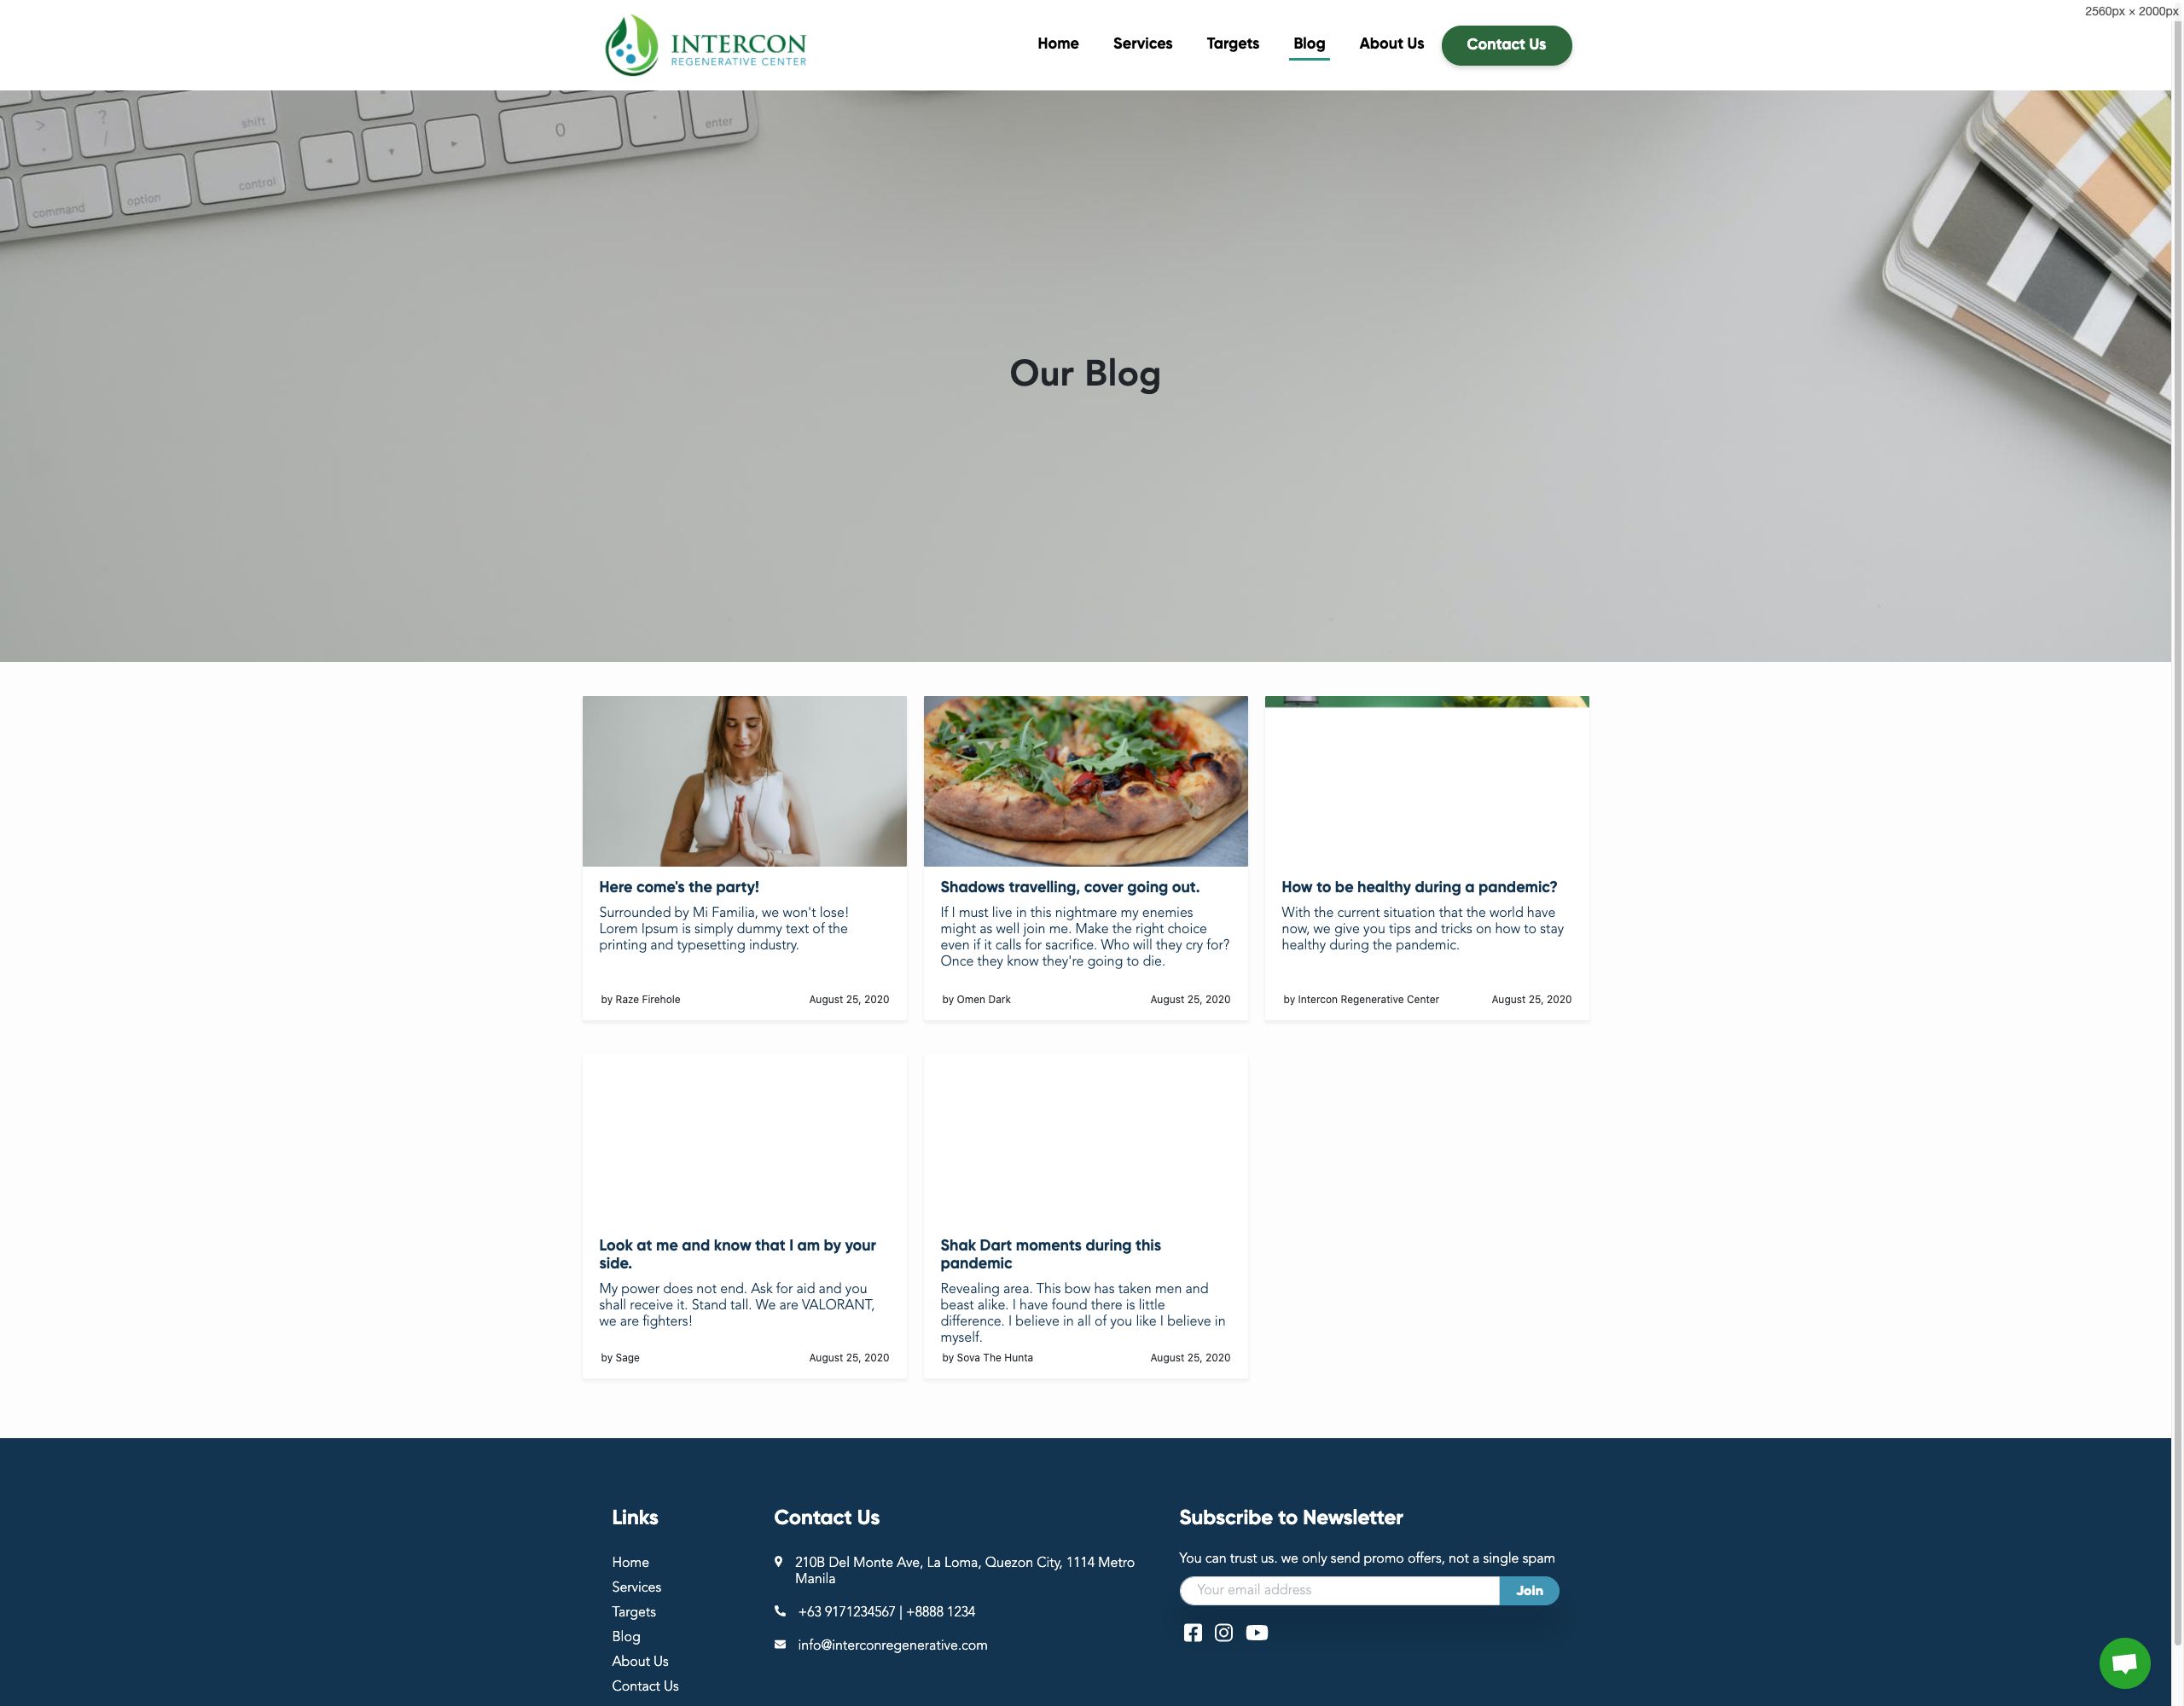 2560px × 2000px
INTERCON
REGENERATIVE CENTER
Home Services Targets Blog About Us Contact Us
> ? shift 0 . enter
. / ◂ ▾ ▸
command option control
Our Blog
Here come's the party!
Surrounded by Mi Familia, we won't lose!
Lorem Ipsum is simply dummy text of the
printing and typesetting industry.
by Raze Firehole August 25, 2020
Shadows travelling, cover going out.
If I must live in this nightmare my enemies
might as well join me. Make the right choice
even if it calls for sacrifice. Who will they cry for?
Once they know they're going to die.
by Omen Dark August 25, 2020
How to be healthy during a pandemic?
With the current situation that the world have
now, we give you tips and tricks on how to stay
healthy during the pandemic.
by Intercon Regenerative Center August 25, 2020
Look at me and know that I am by your
side.
My power does not end. Ask for aid and you
shall receive it. Stand tall. We are VALORANT,
we are fighters!
by Sage August 25, 2020
Shak Dart moments during this
pandemic
Revealing area. This bow has taken men and
beast alike. I have found there is little
difference. I believe in all of you like I believe in
myself.
by Sova The Hunta August 25, 2020
Links
Home
Services
Targets
Blog
About Us
Contact Us
Contact Us
210B Del Monte Ave, La Loma, Quezon City, 1114 Metro
Manila
+63 9171234567 | +8888 1234
info@interconregenerative.com
Subscribe to Newsletter
You can trust us. we only send promo offers, not a single spam
Your email address Join